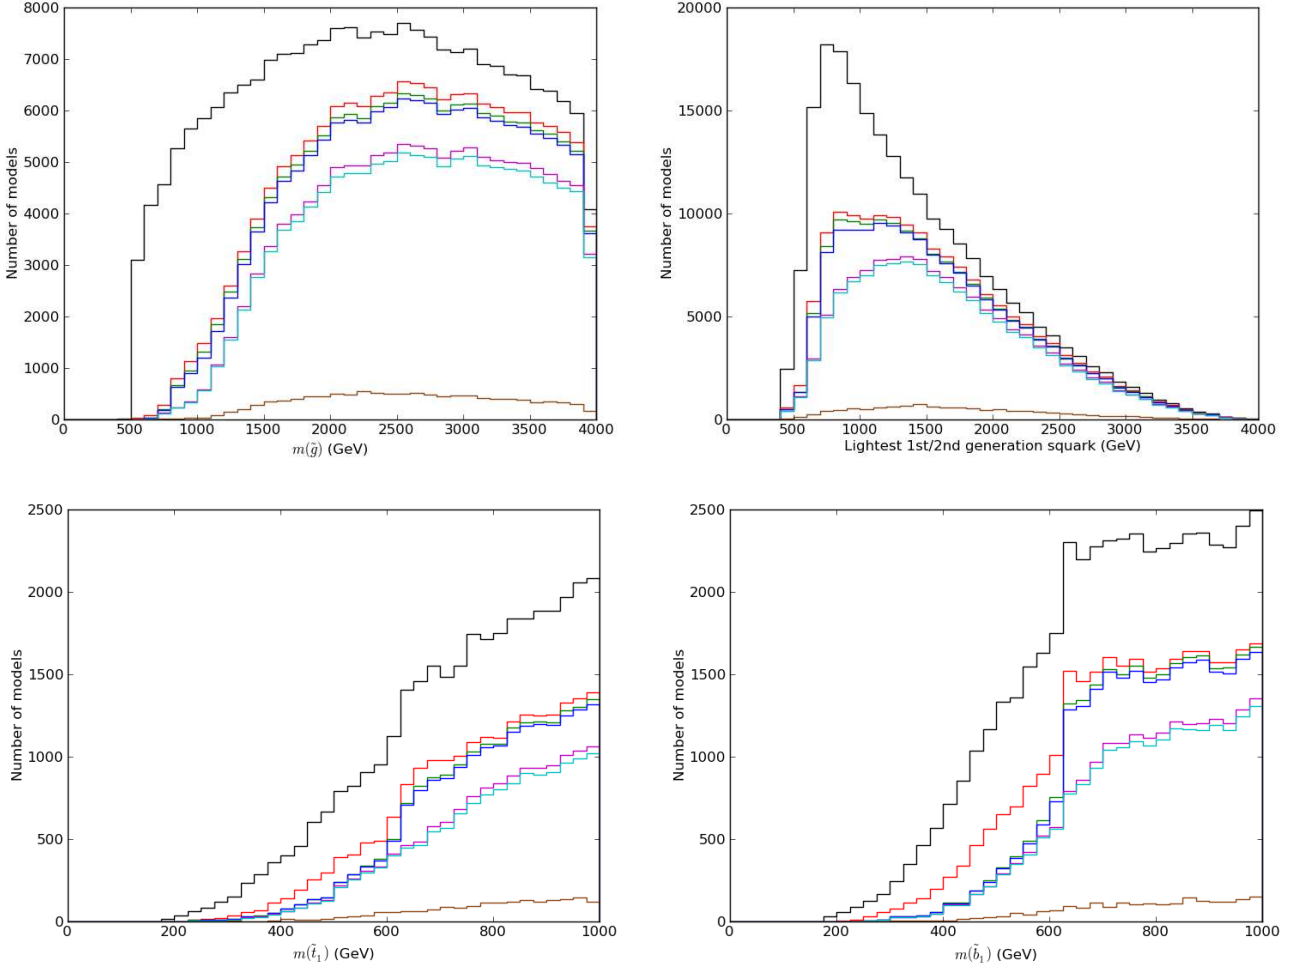 8000
7000
6000
5000
4000
3000
2000
1000
0
Number of models
0 500 1000 1500 2000 2500 3000 3500 4000
m(g̃) (GeV)
20000
15000
10000
5000
0
Number of models
0 500 1000 1500 2000 2500 3000 3500 4000
Lightest 1st/2nd generation squark (GeV)
2500
2000
1500
1000
500
0
Number of models
0 200 400 600 800 1000
m(t̃₁) (GeV)
2500
2000
1500
1000
500
0
Number of models
0 200 400 600 800 1000
m(b̃₁) (GeV)